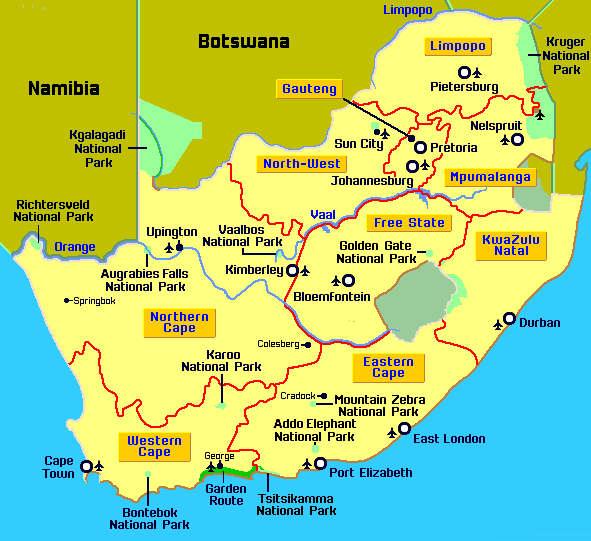 Limpopo
Botswana
Limpopo
Kruger
National
Park
Namibia
Gauteng
Pietersburg
Kgalagadi
National
Park
Nelspruit
Sun City
Pretoria
North-West
Johannesburg
Mpumalanga
Richtersveld
National Park
Vaal
Free State
Upington
Vaalbos
National Park
KwaZulu
Natal
Orange
Golden Gate
National Park
Augrabies Falls
National Park
Kimberley
Bloemfontein
Springbok
Northern
Cape
Durban
Colesberg
Karoo
National Park
Eastern
Cape
Cradock
Mountain Zebra
National Park
Addo Elephant
National Park
Western
Cape
East London
Cape
Town
George
Port Elizabeth
Garden
Route
Tsitsikamma
National Park
Bontebok
National Park